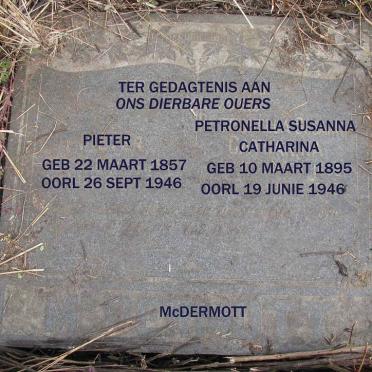 TER GEDAGTENIS AAN
ONS DIERBARE OUERS
PIETER
GEB 22 MAART 1857
OORL 26 SEPT 1946
PETRONELLA SUSANNA
CATHARINA
GEB 10 MAART 1895
OORL 19 JUNIE 1946
McDERMOTT